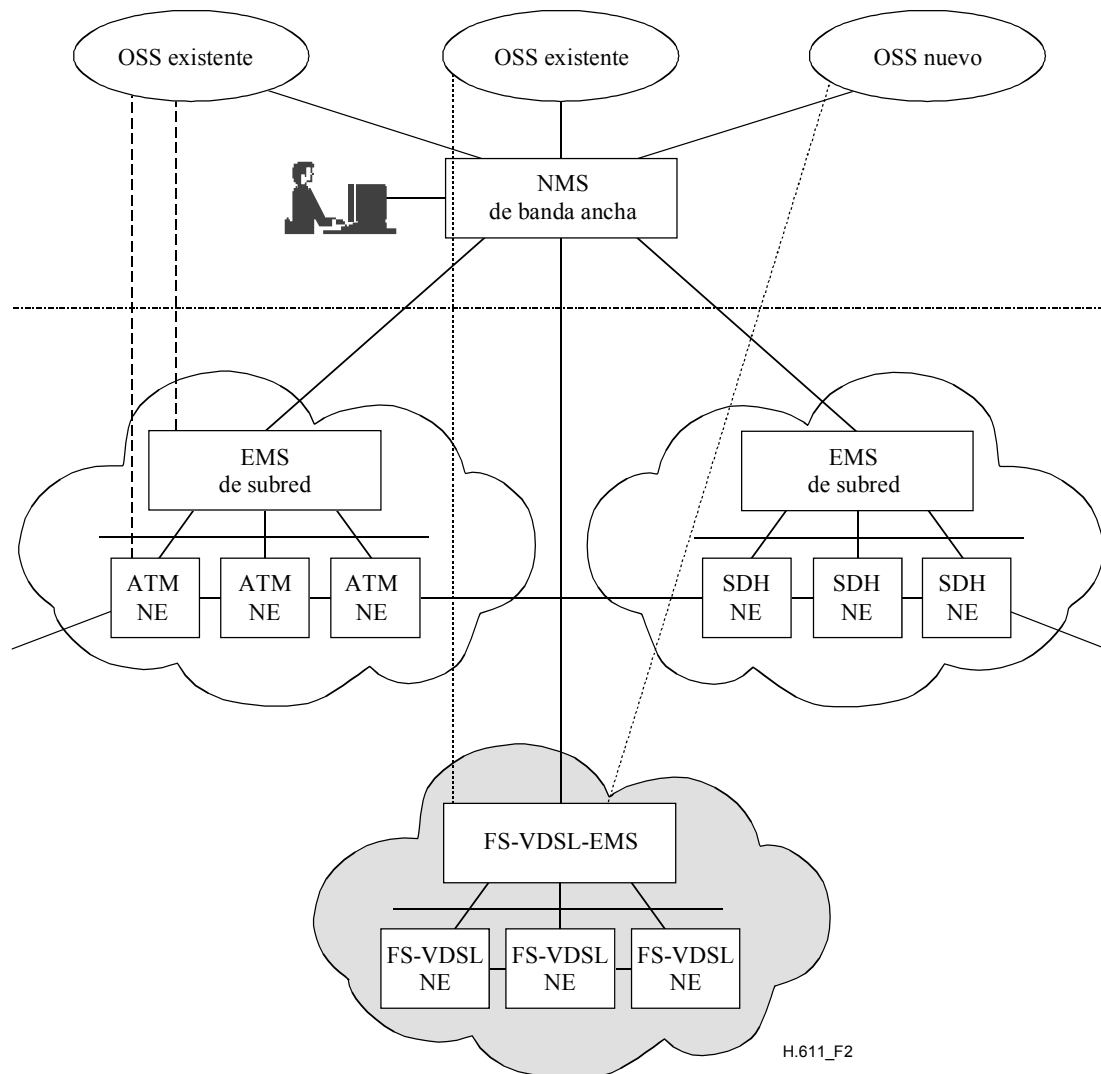 OSS existente
OSS existente
OSS nuevo
NMS
de banda ancha
EMS
de subred
EMS
de subred
ATM
NE
ATM
NE
ATM
NE
SDH
NE
SDH
NE
SDH
NE
FS-VDSL-EMS
FS-VDSL
NE
FS-VDSL
NE
FS-VDSL
NE
H.611_F2